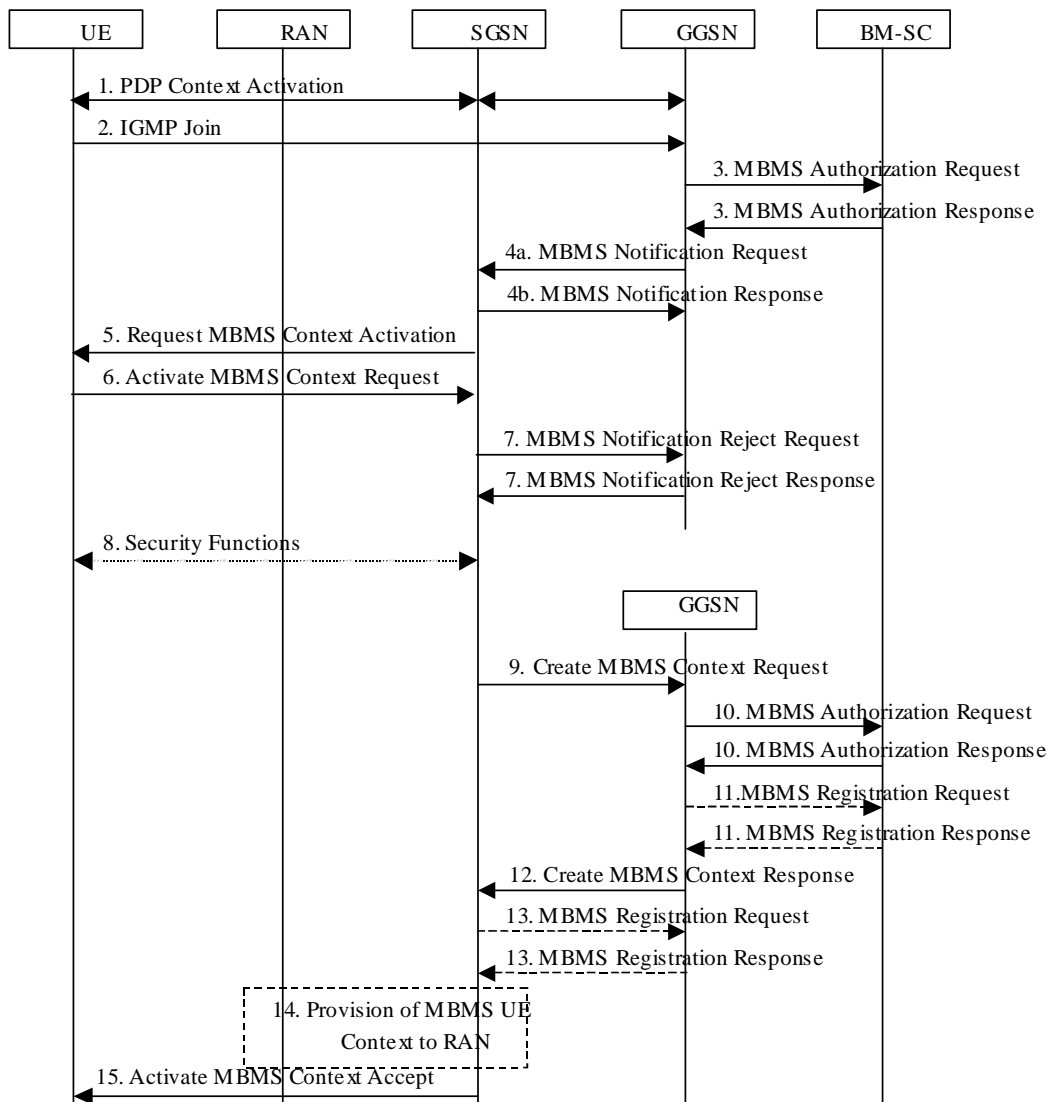 UE RAN SGSN GGSN BM-SC
1. PDP Context Activation
2. IGMP Join
3. MBMS Authorization Request
3. MBMS Authorization Response
4a. MBMS Notification Request
4b. MBMS Notification Response
5. Request MBMS Context Activation
6. Activate MBMS Context Request
7. MBMS Notification Reject Request
7. MBMS Notification Reject Response
8. Security Functions
GGSN
9. Create MBMS Context Request
10. MBMS Authorization Request
10. MBMS Authorization Response
11.MBMS Registration Request
11. MBMS Registration Response
12. Create MBMS Context Response
13. MBMS Registration Request
13. MBMS Registration Response
14. Provision of MBMS UE
Context to RAN
15. Activate MBMS Context Accept